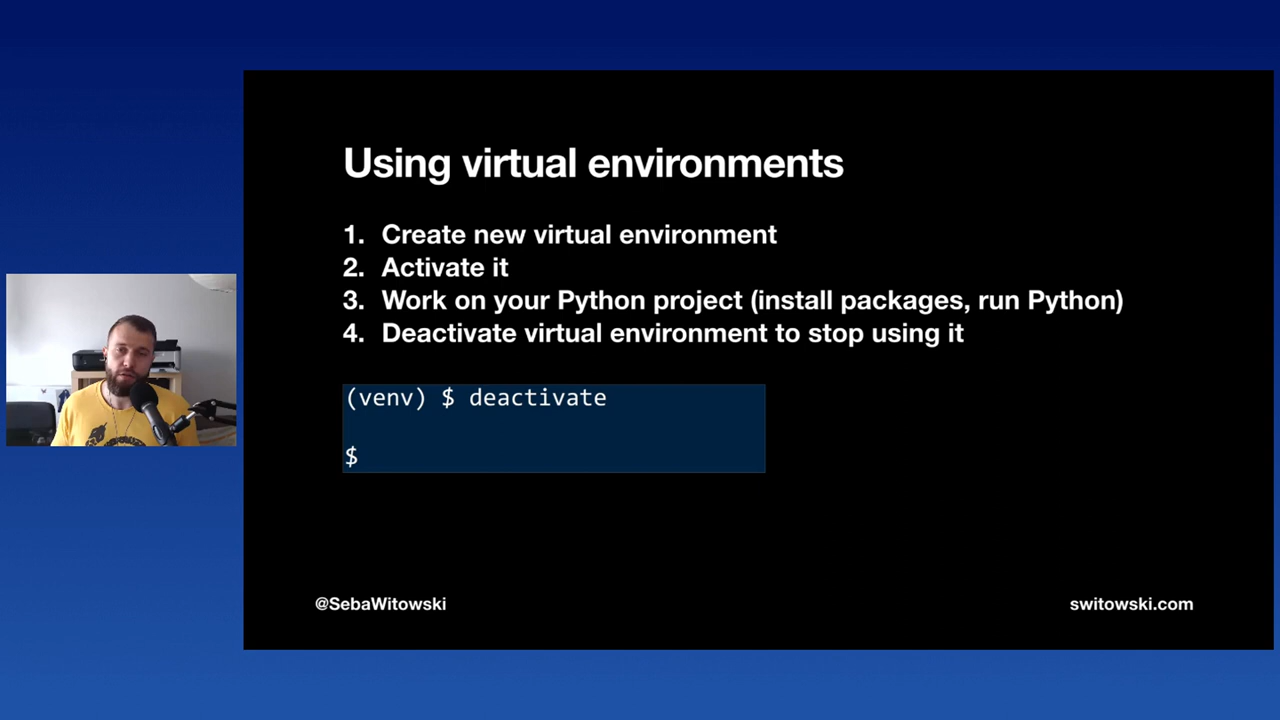 Using virtual environments
1. Create new virtual environment
2. Activate it
3. Work on your Python project (install packages, run Python)
4. Deactivate virtual environment to stop using it
(venv) $ deactivate
$
@SebaWitowski
switowski.com